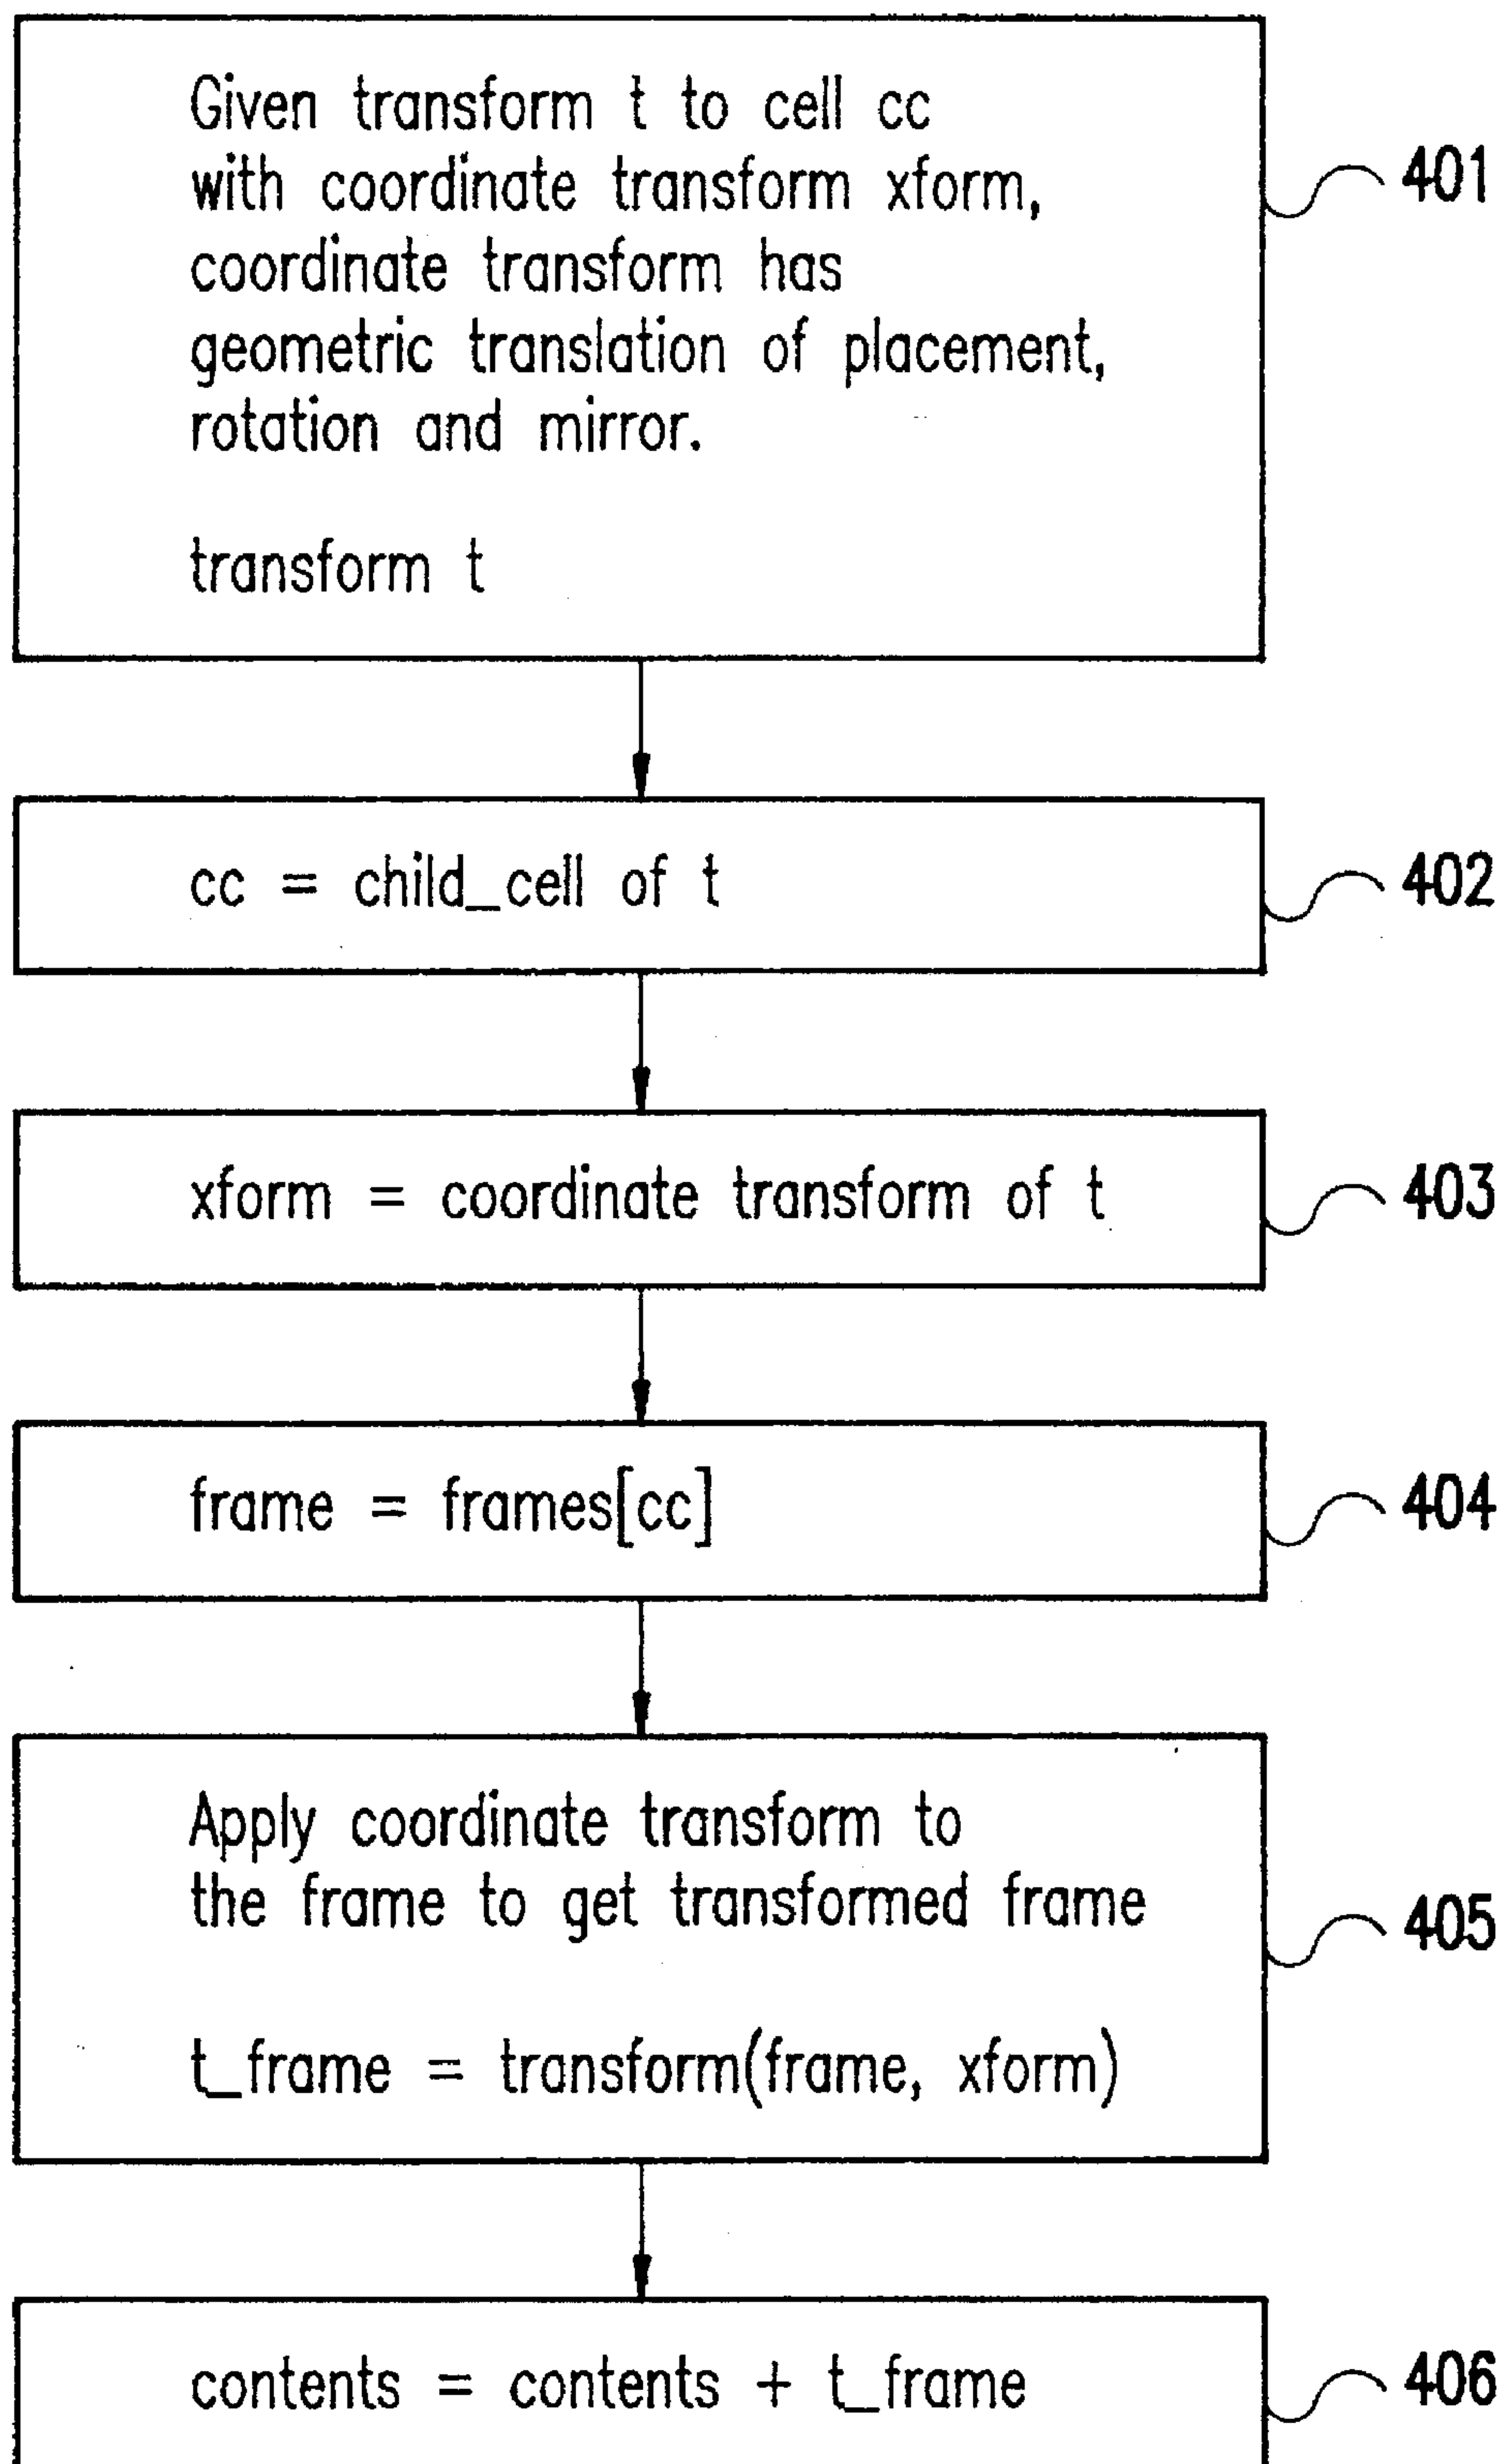 Given transform t to cell cc
with coordinate transform xform,
coordinate transform has
geometric translation of placement,
rotation and mirror.
transform t
401
cc = child_cell of t
402
xform = coordinate transform of t
403
frame = frames[cc]
404
Apply coordinate transform to
the frame to get transformed frame
t_frame = transform(frame, xform)
405
contents = contents + t_frame
406